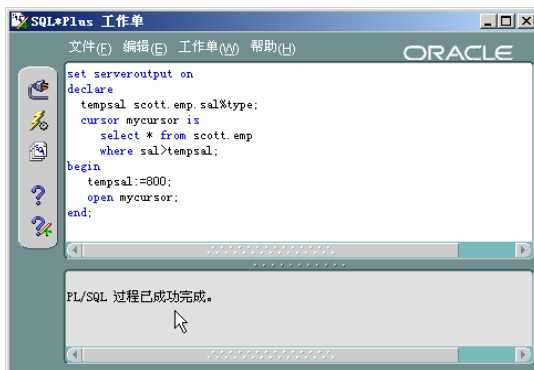 SQL*Plus 工作单
文件(F) 编辑(E) 工作单(W) 帮助(H)
ORACLE
set serveroutput on
declare
tempsal scott.emp.sal%type;
cursor mycursor is
select * from scott.emp
where sal>tempsal;
begin
tempsal:=800;
open mycursor;
end;
PL/SQL 过程已成功完成。